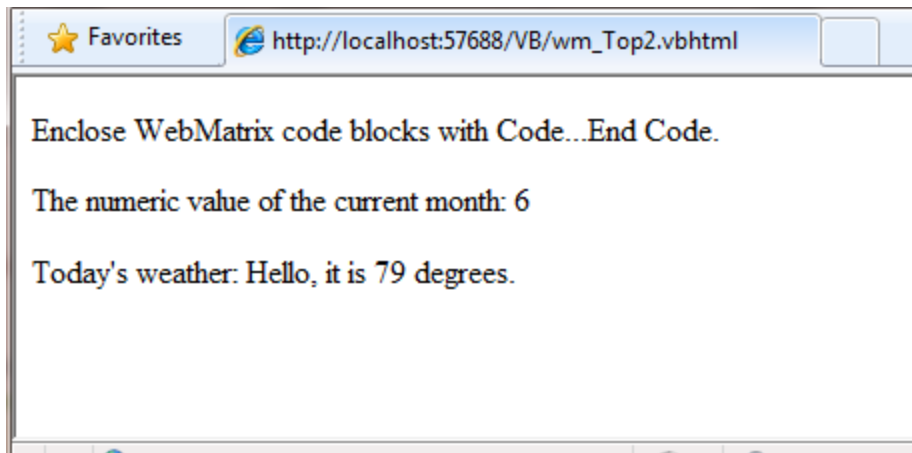 Favorites
http://localhost:57688/VB/wm_Top2.vbhtml
Enclose WebMatrix code blocks with Code...End Code.
The numeric value of the current month: 6
Today's weather: Hello, it is 79 degrees.